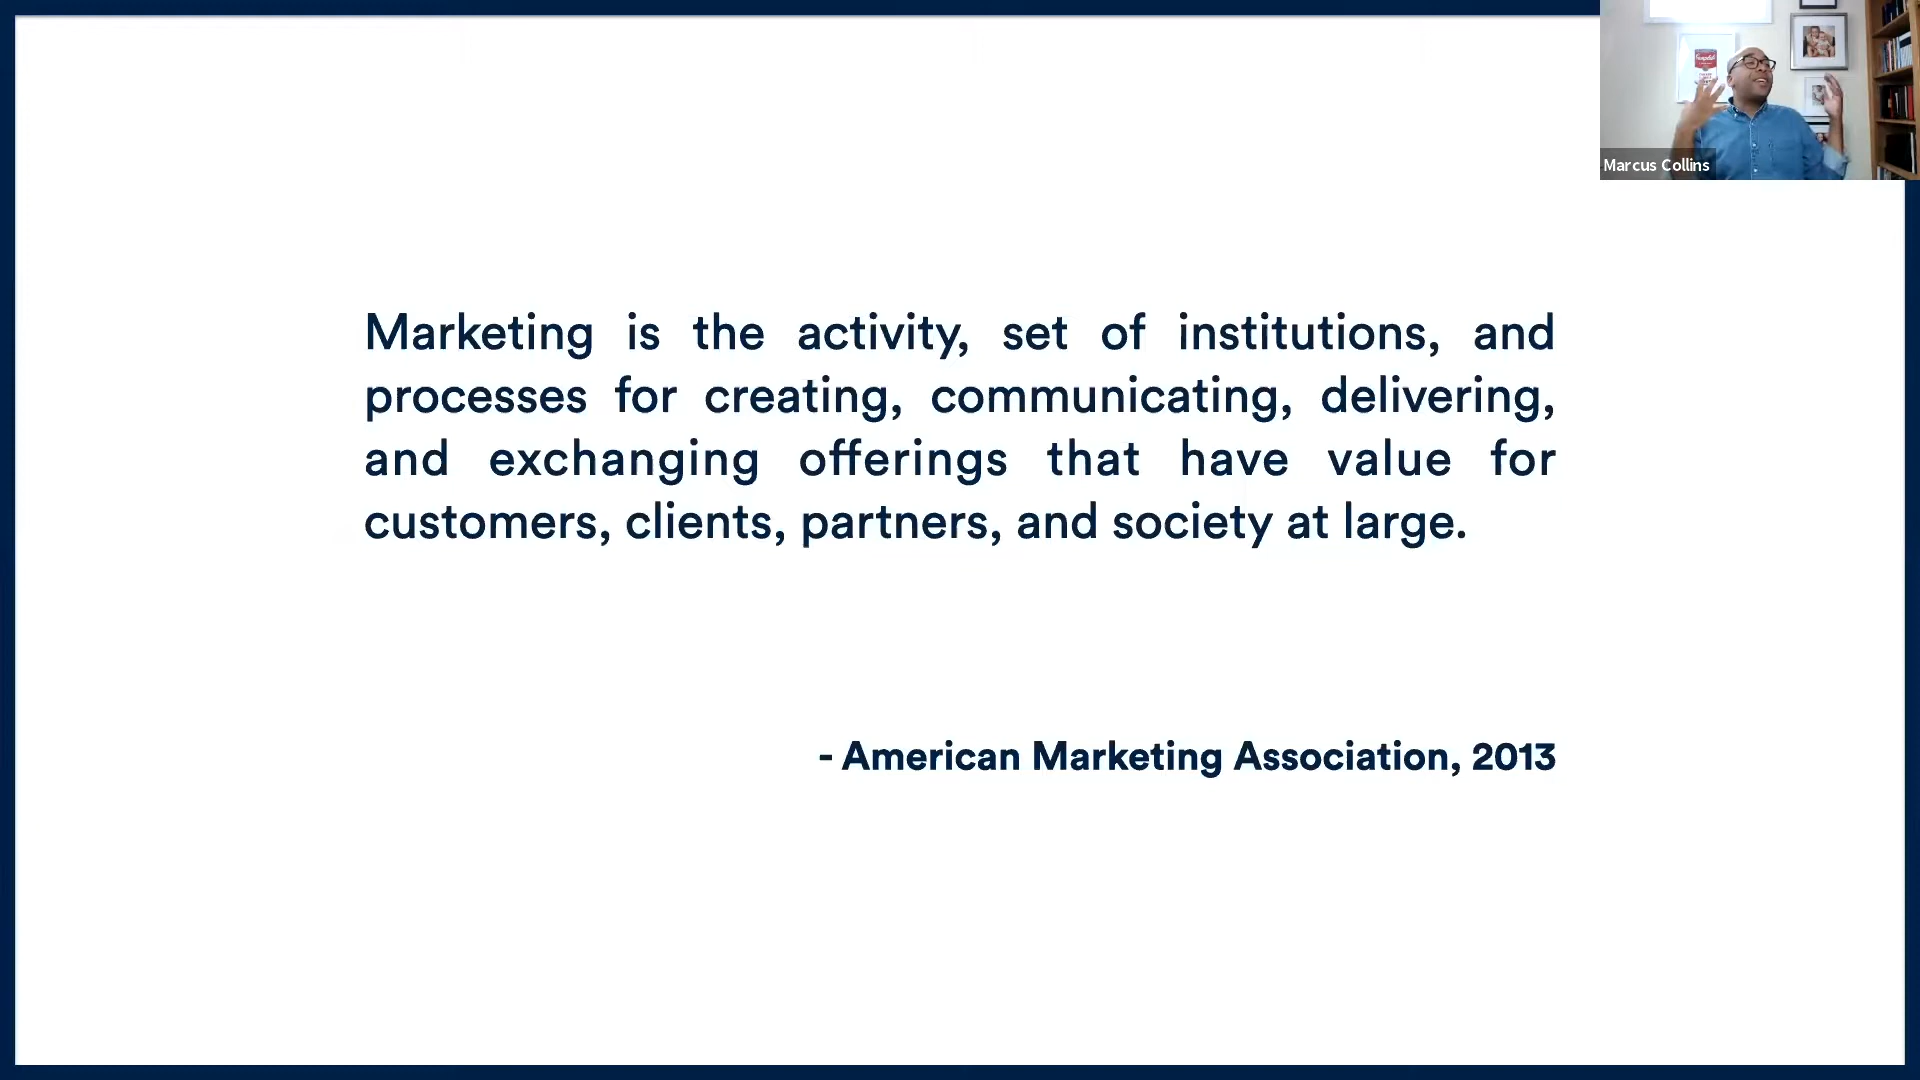 Marcus Collins
Marketing is the activity, set of institutions, and
processes for creating, communicating, delivering,
and exchanging offerings that have value for
customers, clients, partners, and society at large.
- American Marketing Association, 2013
Campbell's